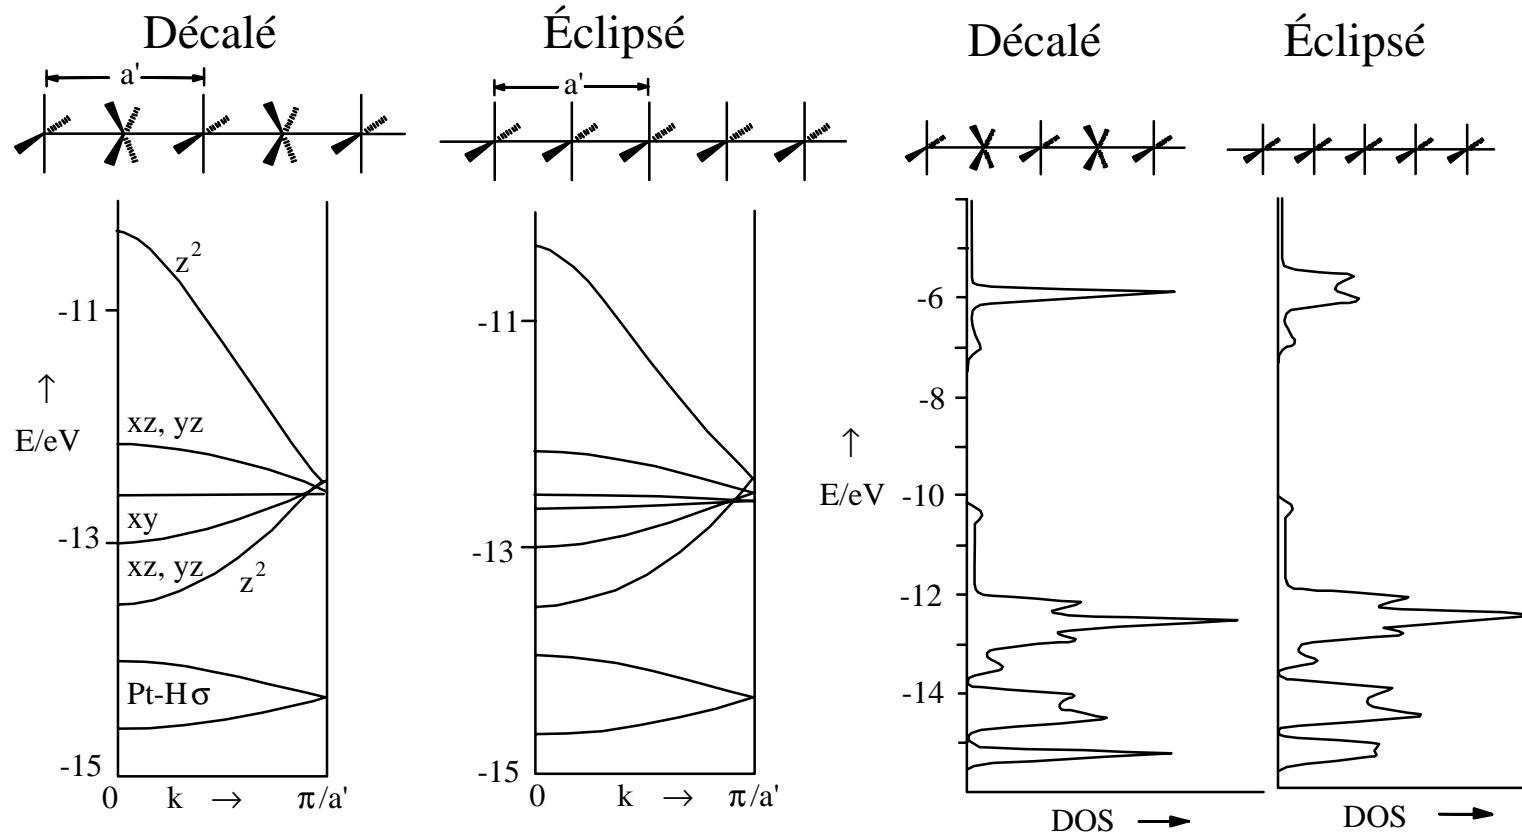 Décalé
Éclipsé
Décalé
Éclipsé
a'
a'
z²
-11
-11
↑
E/eV
xz, yz
xy
-13
xz, yz
z²
Pt-Hσ
-15
0 k → π/a'
-13
-15
0 k → π/a'
-6
-8
↑
E/eV
-10
-12
-14
DOS →
DOS →